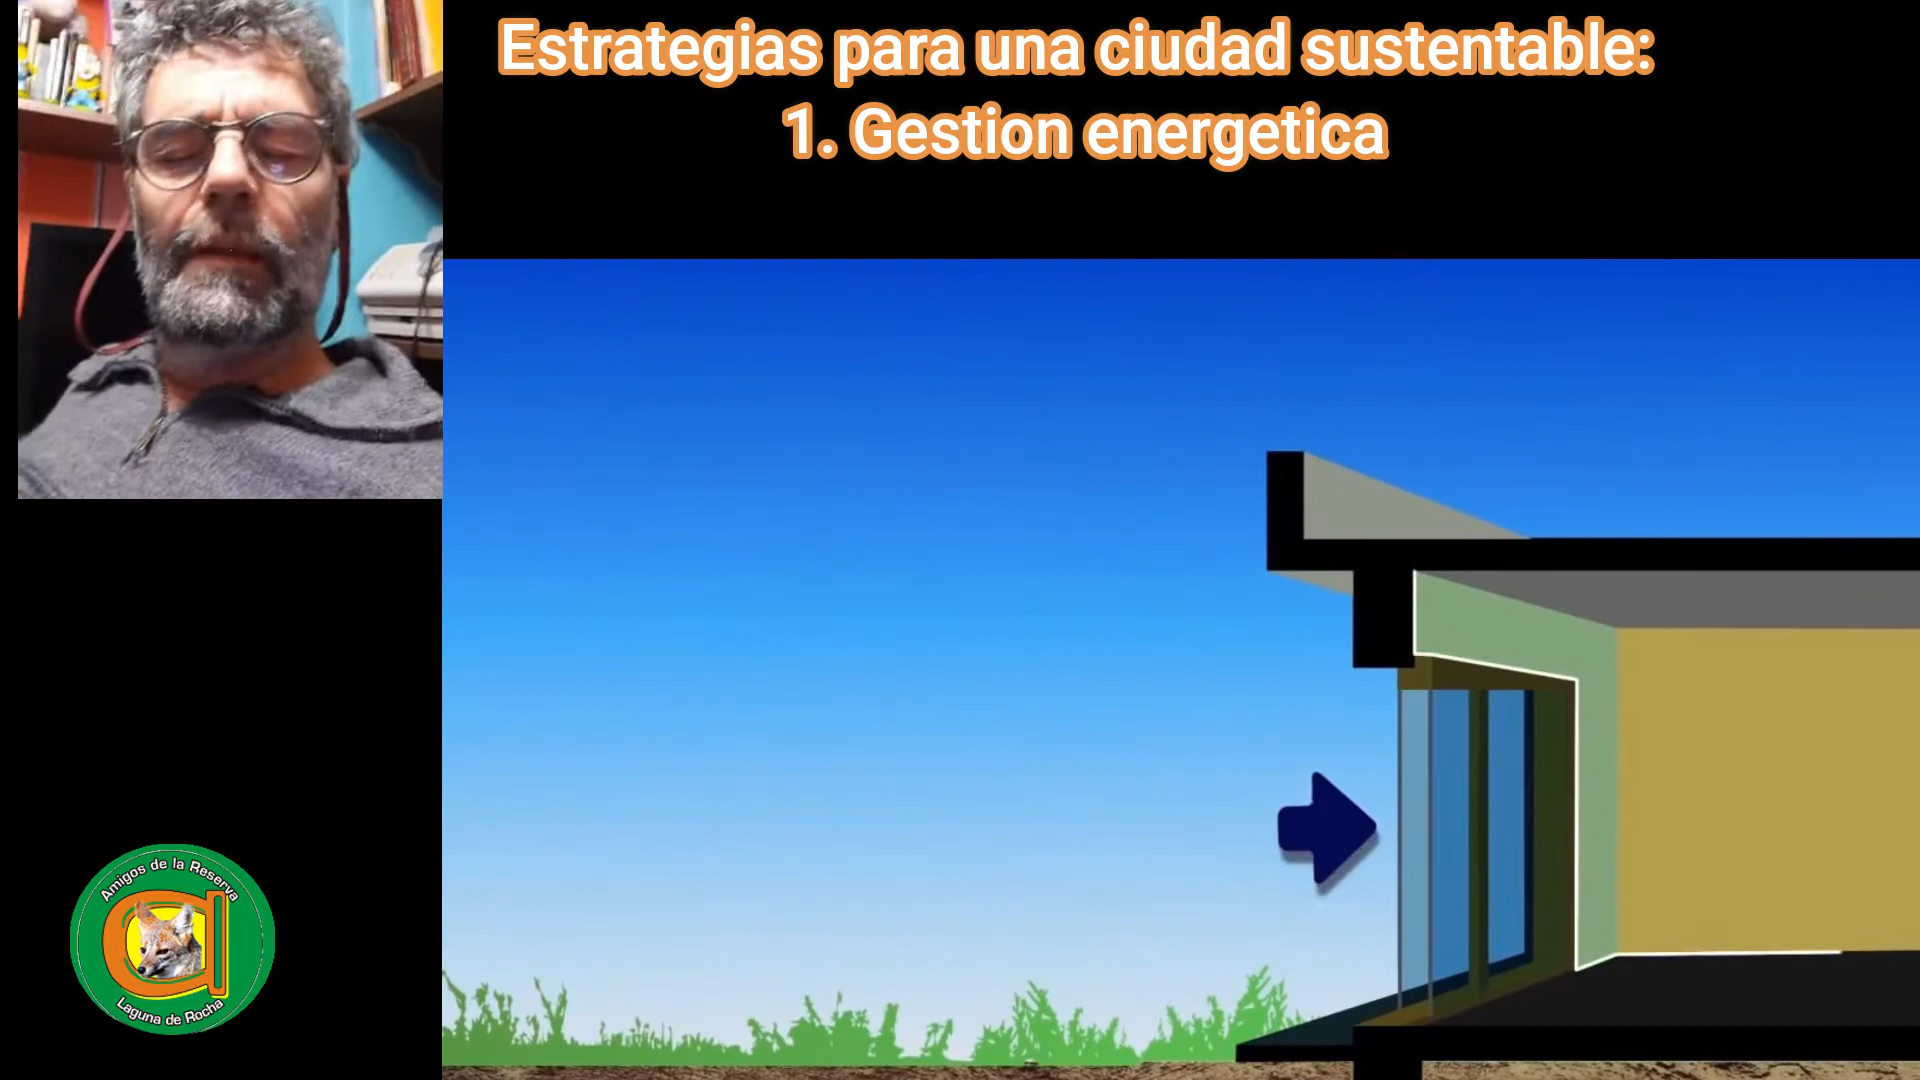 Estrategias para una ciudad sustentable:
1. Gestion energetica
Amigos de la Reserva
Laguna de Rocha